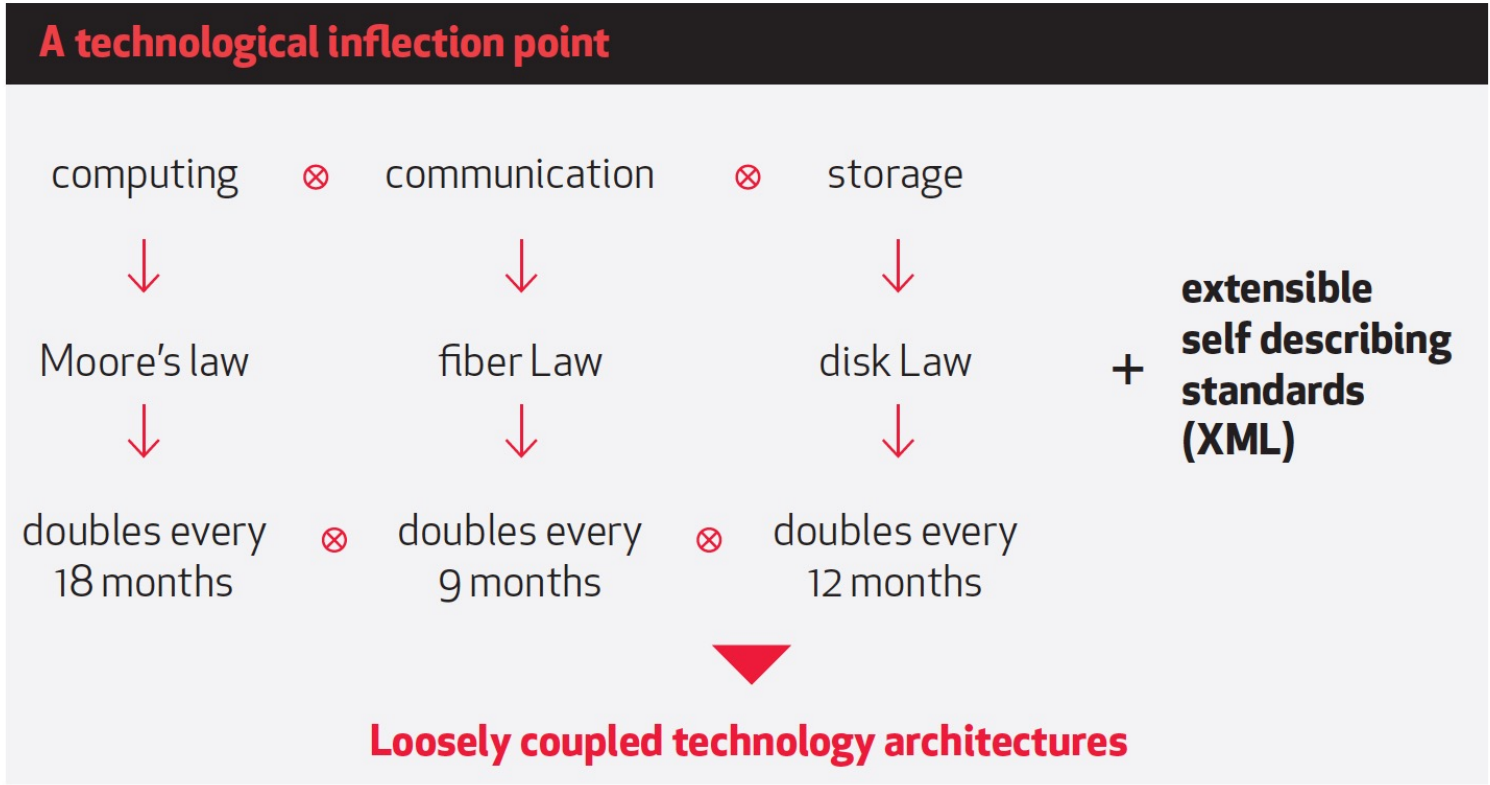 A technological inflection point
computing ⊗ communication ⊗ storage
Moore's law
fiber Law
disk Law
+
extensible
self describing
standards
(XML)
doubles every
18 months
⊗
doubles every
9 months
⊗
doubles every
12 months
Loosely coupled technology architectures